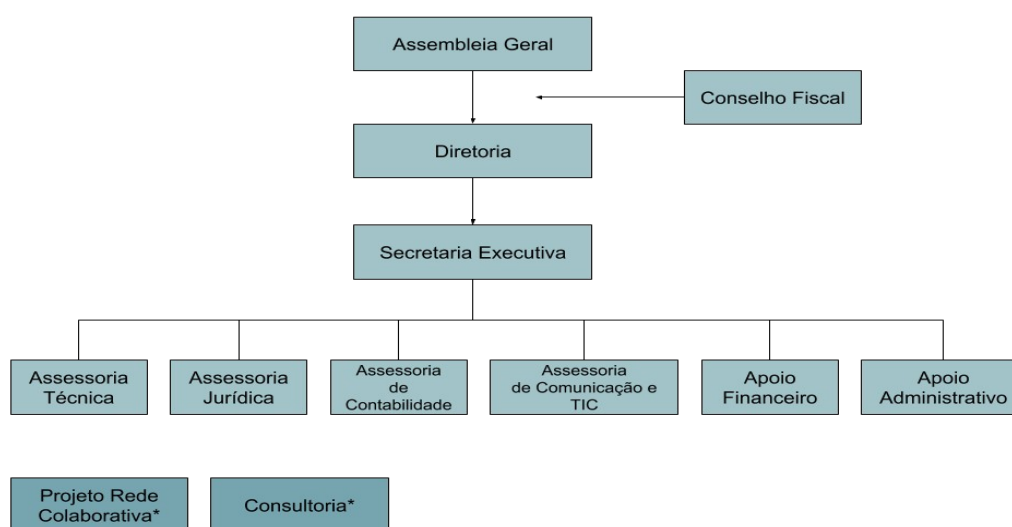 Assembleia Geral
Conselho Fiscal
Diretoria
Secretaria Executiva
Assessoria
Técnica
Assessoria
Jurídica
Assessoria
de
Contabilidade
Assessoria
de Comunicação e
TIC
Apoio
Financeiro
Apoio
Administrativo
Projeto Rede
Colaborativa*
Consultoria*